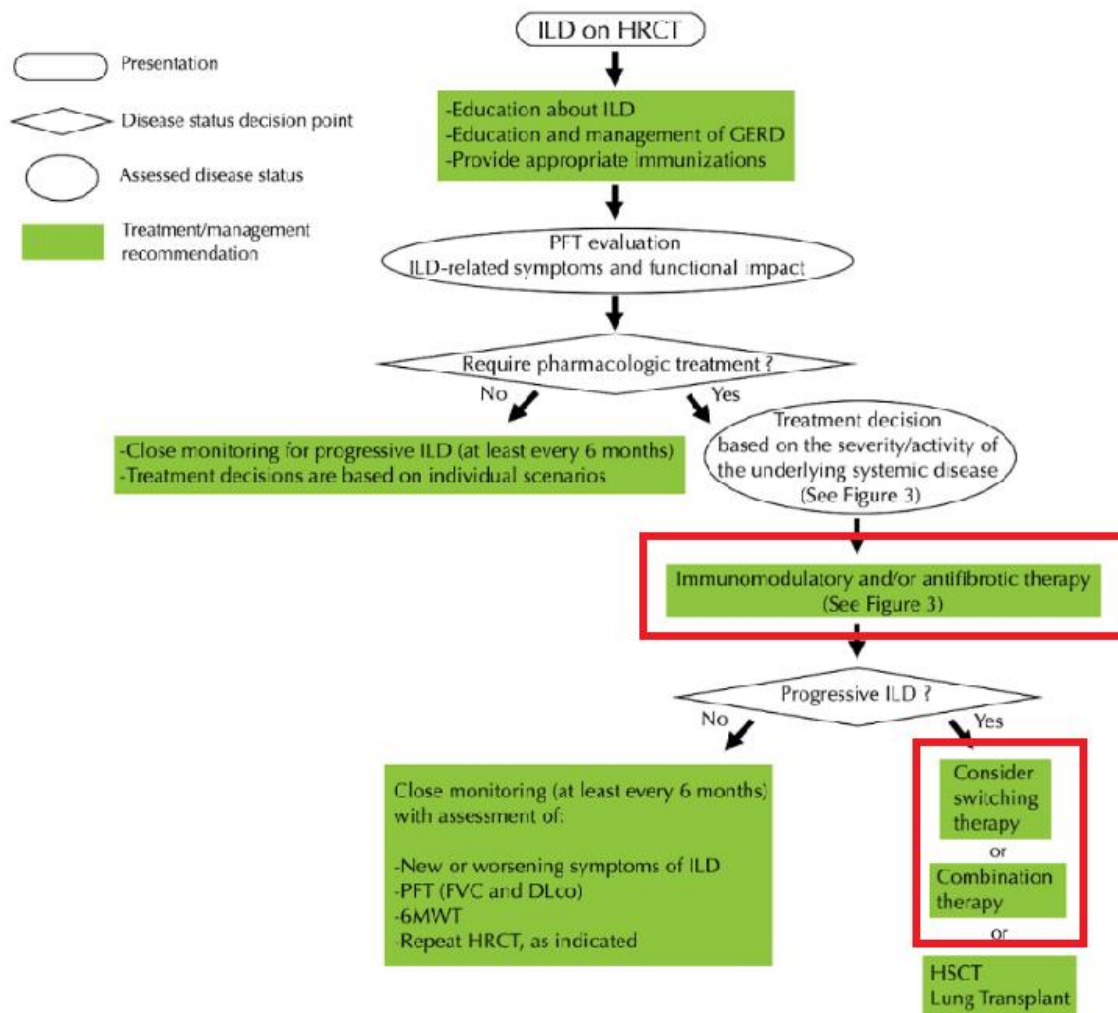 ILD on HRCT
Presentation
Disease status decision point
Assessed disease status
Treatment/management
recommendation
-Education about ILD
-Education and management of GERD
-Provide appropriate immunizations
PFT evaluation
ILD-related symptoms and functional impact
Require pharmacologic treatment ?
No
Yes
-Close monitoring for progressive ILD (at least every 6 months)
-Treatment decisions are based on individual scenarios
Treatment decision
based on the severity/activity of
the underlying systemic disease
(See Figure 3)
Immunomodulatory and/or antifibrotic therapy
(See Figure 3)
Progressive ILD ?
No
Yes
Close monitoring (at least every 6 months)
with assessment of:
-New or worsening symptoms of ILD
-PFT (FVC and DLco)
-6MWT
-Repeat HRCT, as indicated
Consider
switching
therapy
or
Combination
therapy
or
HSCT
Lung Transplant